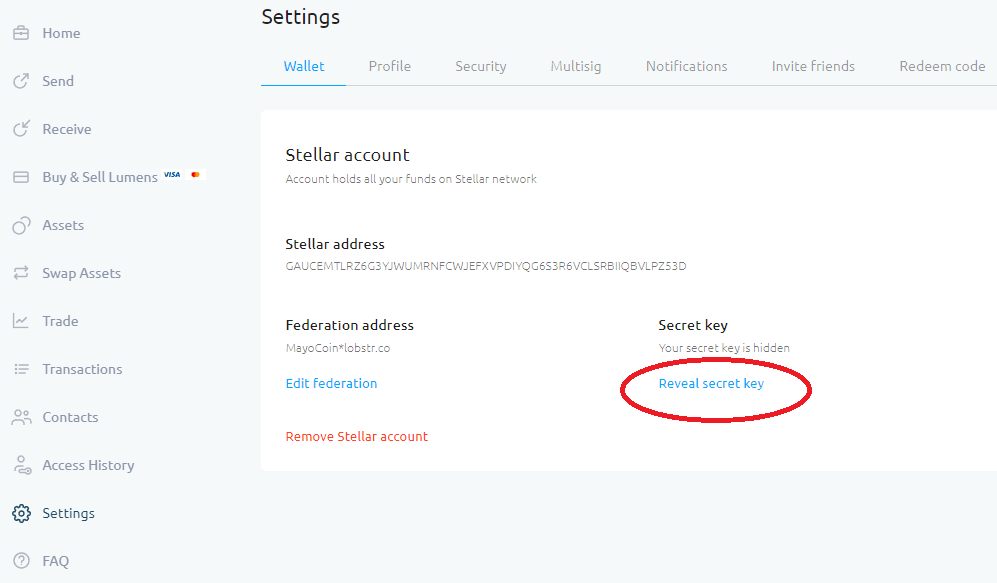 Settings
Home
Send
Receive
Buy & Sell Lumens VISA
Assets
Swap Assets
Trade
Transactions
Contacts
Access History
Settings
FAQ
Wallet Profile Security Multisig Notifications Invite friends Redeem code
Stellar account
Account holds all your funds on Stellar network
Stellar address
GAUCEMTLRZ6G3YJWUMRNFCWJEFXVPDIYQG6S3R6VCLSRBIIQBVLPZ53D
Federation address
MayoCoin*lobstr.co
Edit federation
Secret key
Your secret key is hidden
Reveal secret key
Remove Stellar account